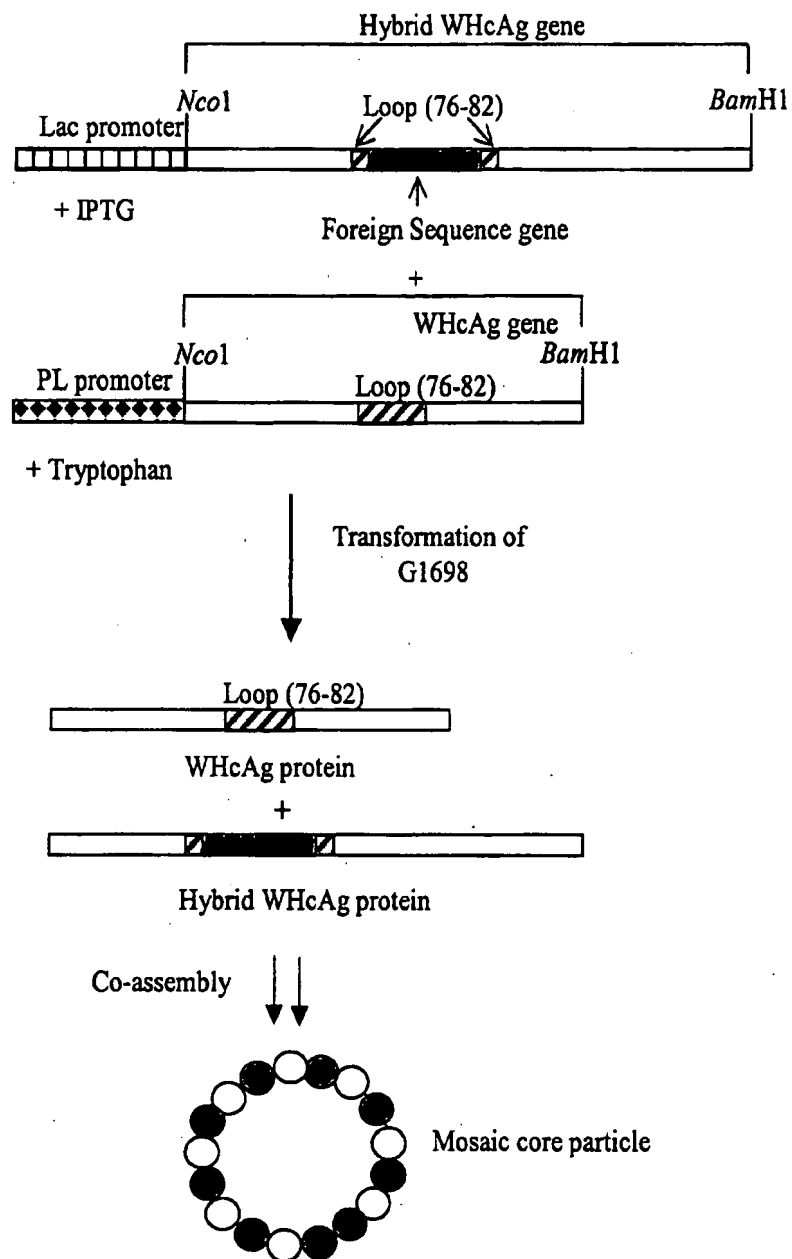 Hybrid WHcAg gene
Nco1
Loop (76-82)
BamH1
Lac promoter
+ IPTG
Foreign Sequence gene
+
WHcAg gene
Nco1
BamH1
PL promoter
Loop (76-82)
+ Tryptophan
Transformation of
G1698
Loop (76-82)
WHcAg protein
+
Hybrid WHcAg protein
Co-assembly
Mosaic core particle